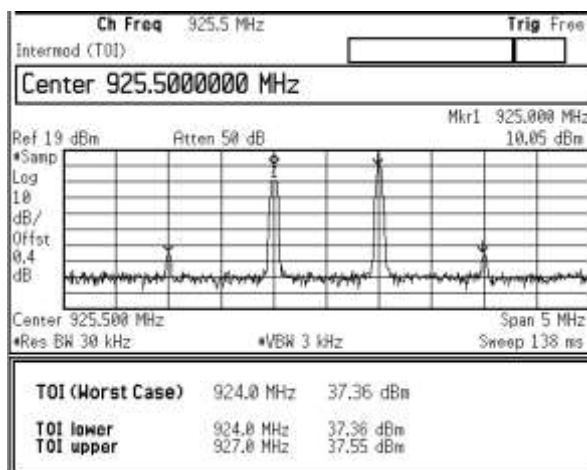 Ch Freq 925.5 MHz Trig Free
Intermod (TOI)
Center 925.5000000 MHz
Mkr1 925.000 MHz
Ref 19 dBm Atten 50 dB 10.05 dBm
#Samp
Log
10
dB/
Offst
0.4
dB
Center 925.500 MHz Span 5 MHz
#Res BW 30 kHz #VBW 3 kHz Sweep 138 ms
TOI (Worst Case) 924.0 MHz 37.36 dBm
TOI lower 924.0 MHz 37.36 dBm
TOI upper 927.0 MHz 37.55 dBm